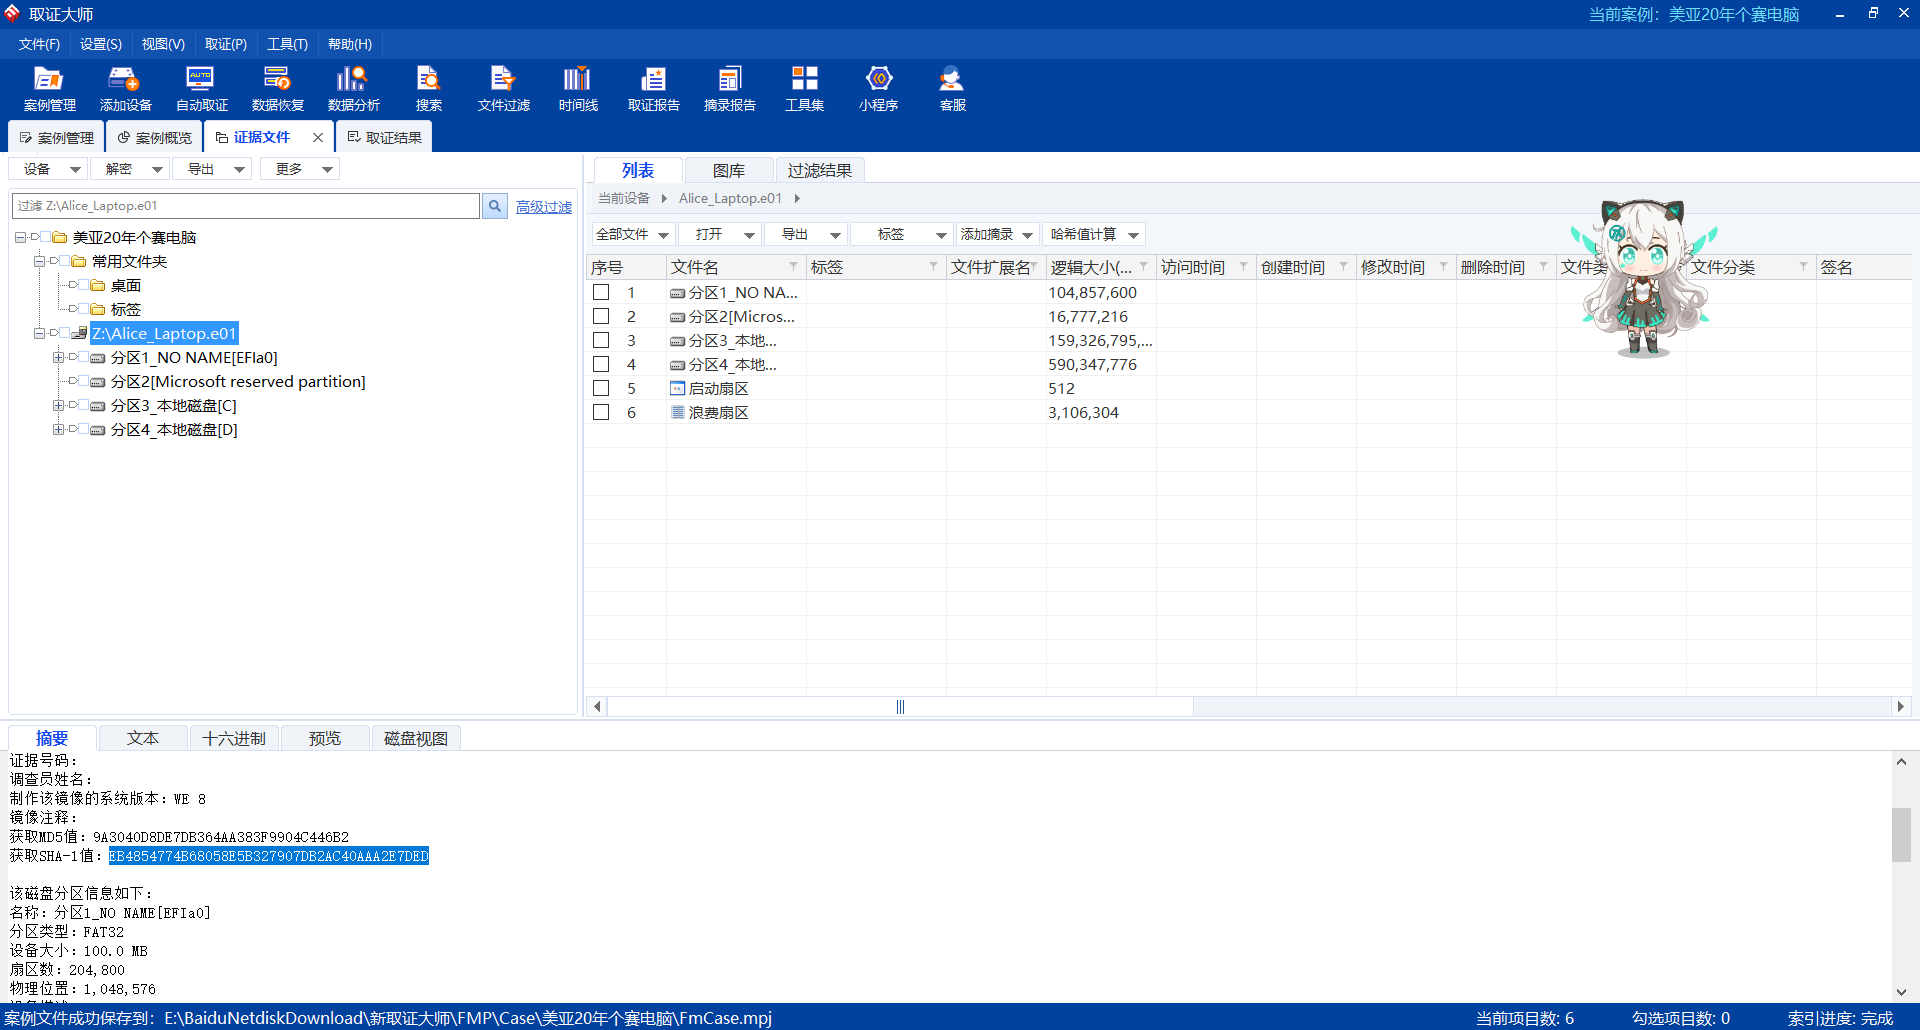 取证大师
当前案例：美亚20年个赛电脑
文件(F) 设置(S) 视图(V) 取证(P) 工具(T) 帮助(H)
案例管理 添加设备 自动取证 数据恢复 数据分析 搜索 文件过滤 时间线 取证报告 摘录报告 工具集 小程序 客服
案例管理 案例概览 证据文件 取证结果
设备 解密 导出 更多
过滤 Z:\Alice_Laptop.e01 高级过滤
美亚20年个赛电脑
常用文件夹
桌面
标签
Z:\Alice_Laptop.e01
分区1_NO NAME[EFIa0]
分区2[Microsoft reserved partition]
分区3_本地磁盘[C]
分区4_本地磁盘[D]
列表 图库 过滤结果
当前设备 Alice_Laptop.e01
全部文件 打开 导出 标签 添加摘录 哈希值计算
序号 文件名 标签 文件扩展名 逻辑大小(... 访问时间 创建时间 修改时间 删除时间 文件类 文件分类 签名
1 分区1_NO NA... 104,857,600
2 分区2[Micros... 16,777,216
3 分区3_本地... 159,326,795,...
4 分区4_本地... 590,347,776
5 启动扇区 512
6 浪费扇区 3,106,304
摘要 文本 十六进制 预览 磁盘视图
证据号码：
调查员姓名：
制作该镜像的系统版本：WE 8
镜像注释：
获取MD5值：9A3040D8DE7DB364AA383F9904C446B2
获取SHA-1值：EB4854774B68058E5B327907DB2AC40AAA2E7DED
该磁盘分区信息如下：
名称：分区1_NO NAME[EFIa0]
分区类型：FAT32
设备大小：100.0 MB
扇区数：204,800
物理位置：1,048,576
案例文件成功保存到：E:\BaiduNetdiskDownload\新取证大师\FMP\Case\美亚20年个赛电脑\FmCase.mpj
当前项目数: 6 勾选项目数: 0 索引进度: 完成